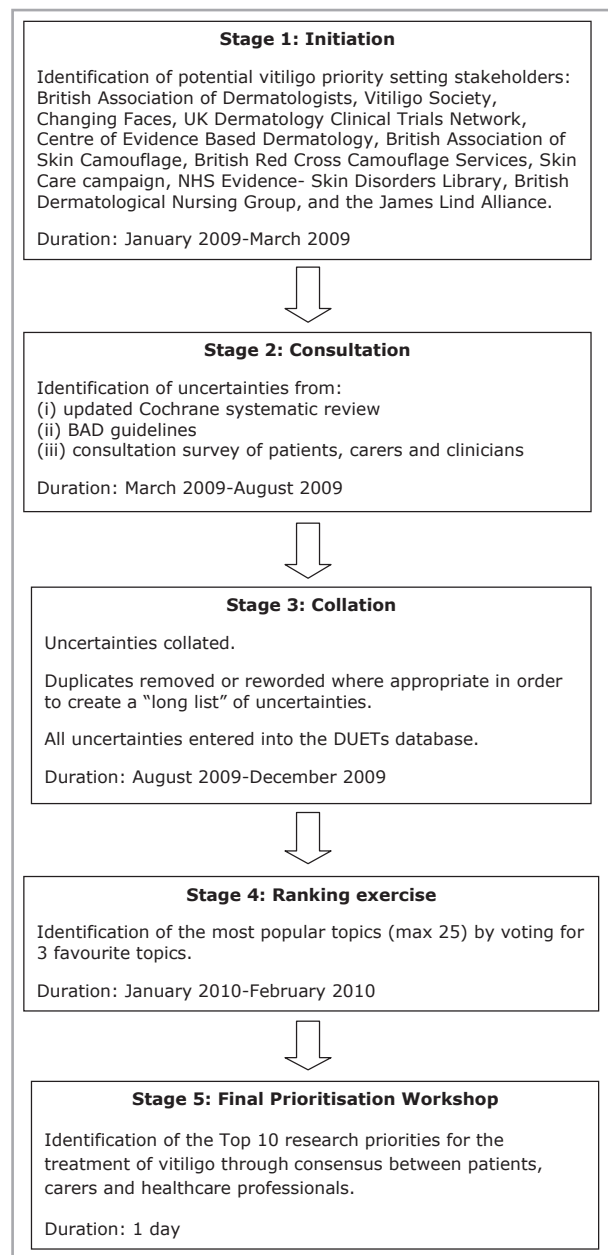 Stage 1: Initiation
Identification of potential vitiligo priority setting stakeholders:
British Association of Dermatologists, Vitiligo Society,
Changing Faces, UK Dermatology Clinical Trials Network,
Centre of Evidence Based Dermatology, British Association of
Skin Camouflage, British Red Cross Camouflage Services, Skin
Care campaign, NHS Evidence- Skin Disorders Library, British
Dermatological Nursing Group, and the James Lind Alliance.
Duration: January 2009-March 2009
Stage 2: Consultation
Identification of uncertainties from:
(i) updated Cochrane systematic review
(ii) BAD guidelines
(iii) consultation survey of patients, carers and clinicians
Duration: March 2009-August 2009
Stage 3: Collation
Uncertainties collated.
Duplicates removed or reworded where appropriate in order
to create a “long list” of uncertainties.
All uncertainties entered into the DUETs database.
Duration: August 2009-December 2009
Stage 4: Ranking exercise
Identification of the most popular topics (max 25) by voting for
3 favourite topics.
Duration: January 2010-February 2010
Stage 5: Final Prioritisation Workshop
Identification of the Top 10 research priorities for the
treatment of vitiligo through consensus between patients,
carers and healthcare professionals.
Duration: 1 day